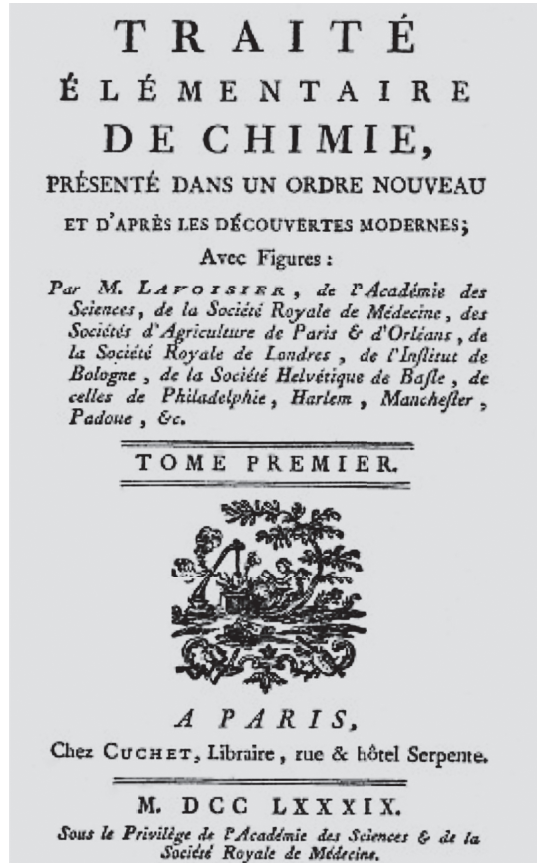 TRAITÉ
ÉLÉMENTAIRE
DE CHIMIE,
PRÉSENTÉ DANS UN ORDRE NOUVEAU
ET D'APRÈS LES DÉCOUVERTES MODERNES;
Avec Figures :
Par M. LAVOISIER, de l'Académie des
Sciences, de la Société Royale de Médecine, des
Sociétés d'Agriculture de Paris & d'Orléans, de
la Société Royale de Londres, de l'Inſtitut de
Bologne, de la Société Helvétique de Baſle, de
celles de Philadelphie, Harlem, Mancheſter,
Padoue, &c.
TOME PREMIER.
A PARIS,
Chez CUCHET, Libraire, rue & hôtel Serpente.
M. DCC LXXXIX.
Sous le Privilège de l'Académie des Sciences & de la
Société Royale de Médecine.